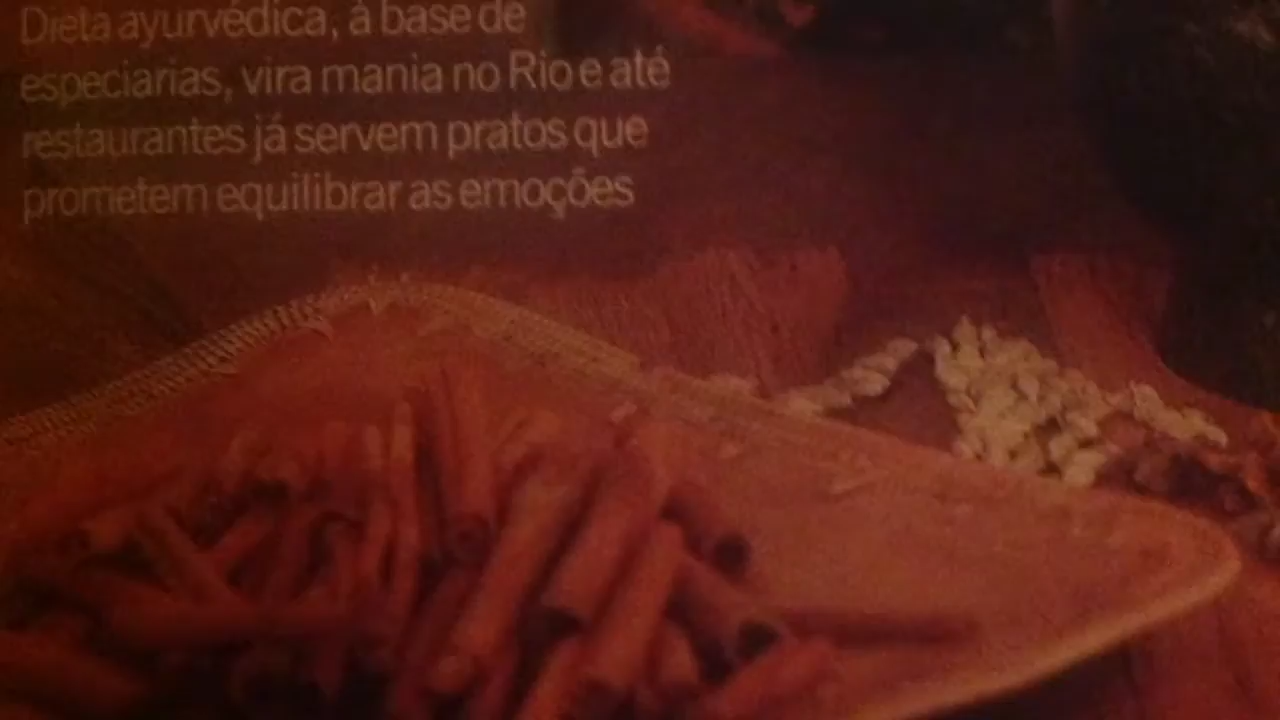 Dieta ayurvédica, à base de
especiarias, vira mania no Rio e até
restaurantes já servem pratos que
prometem equilibrar as emoções